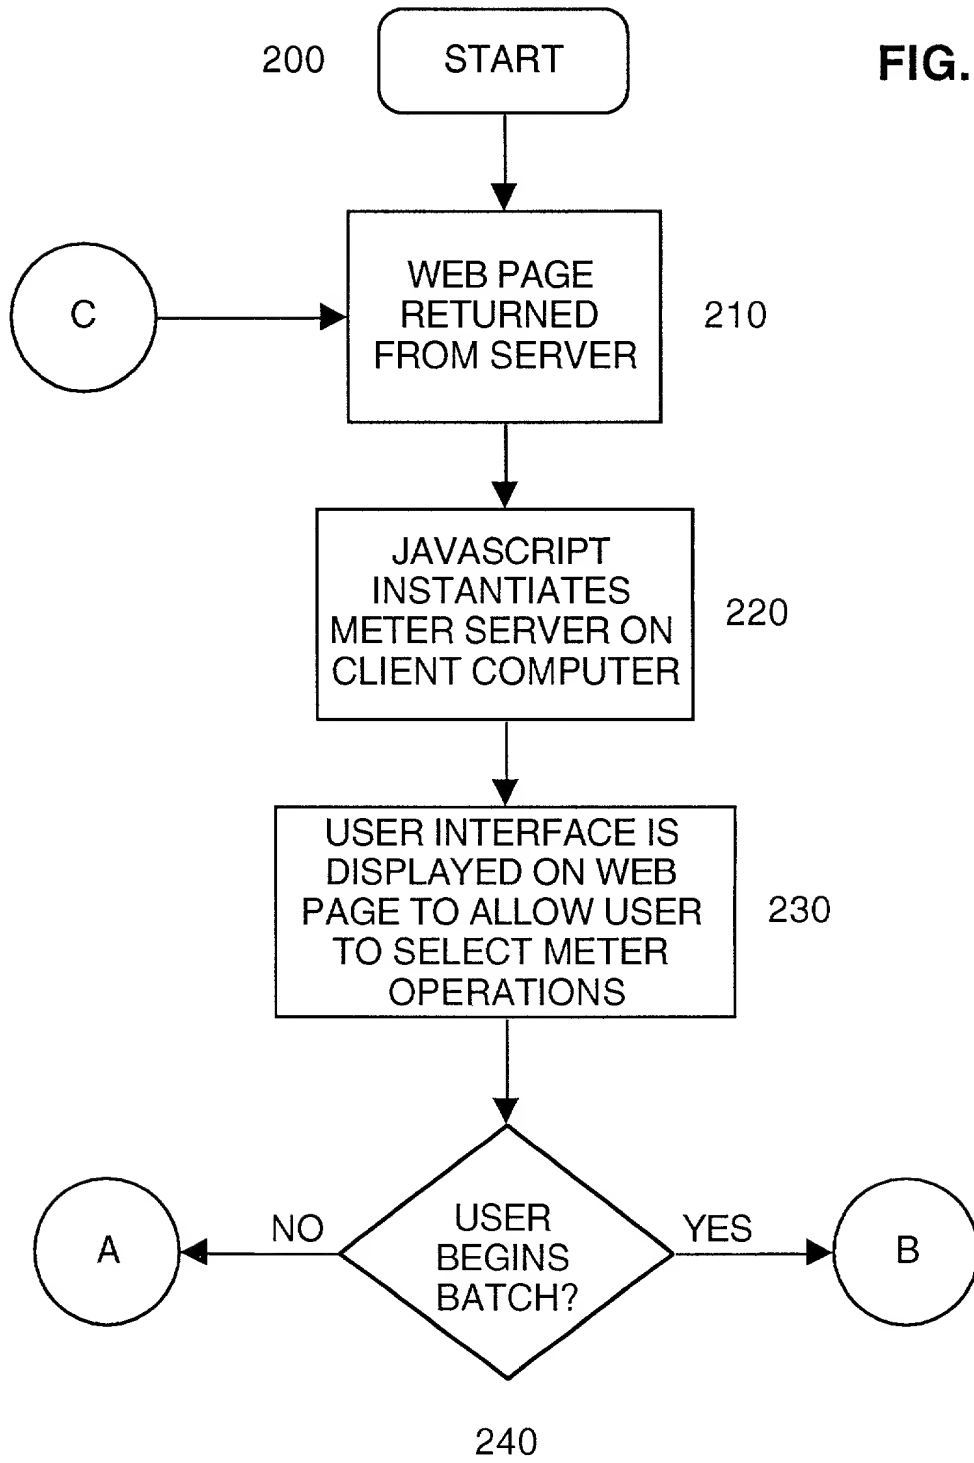 200
START
FIG.
WEB PAGE
RETURNED
FROM SERVER
C
210
JAVASCRIPT
INSTANTIATES
METER SERVER ON
CLIENT COMPUTER
220
USER INTERFACE IS
DISPLAYED ON WEB
PAGE TO ALLOW USER
TO SELECT METER
OPERATIONS
230
A
NO
USER
BEGINS
BATCH?
YES
B
240